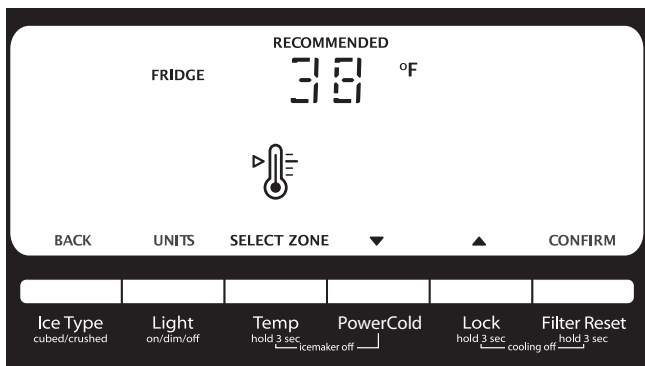 RECOMMENDED
FRIDGE 38 °F
BACK UNITS SELECT ZONE ▼ ▲ CONFIRM
Ice Type Light Temp PowerCold Lock Filter Reset
cubed/crushed on/dim/off hold 3 sec hold 3 sec hold 3 sec
icemaker off cooling off